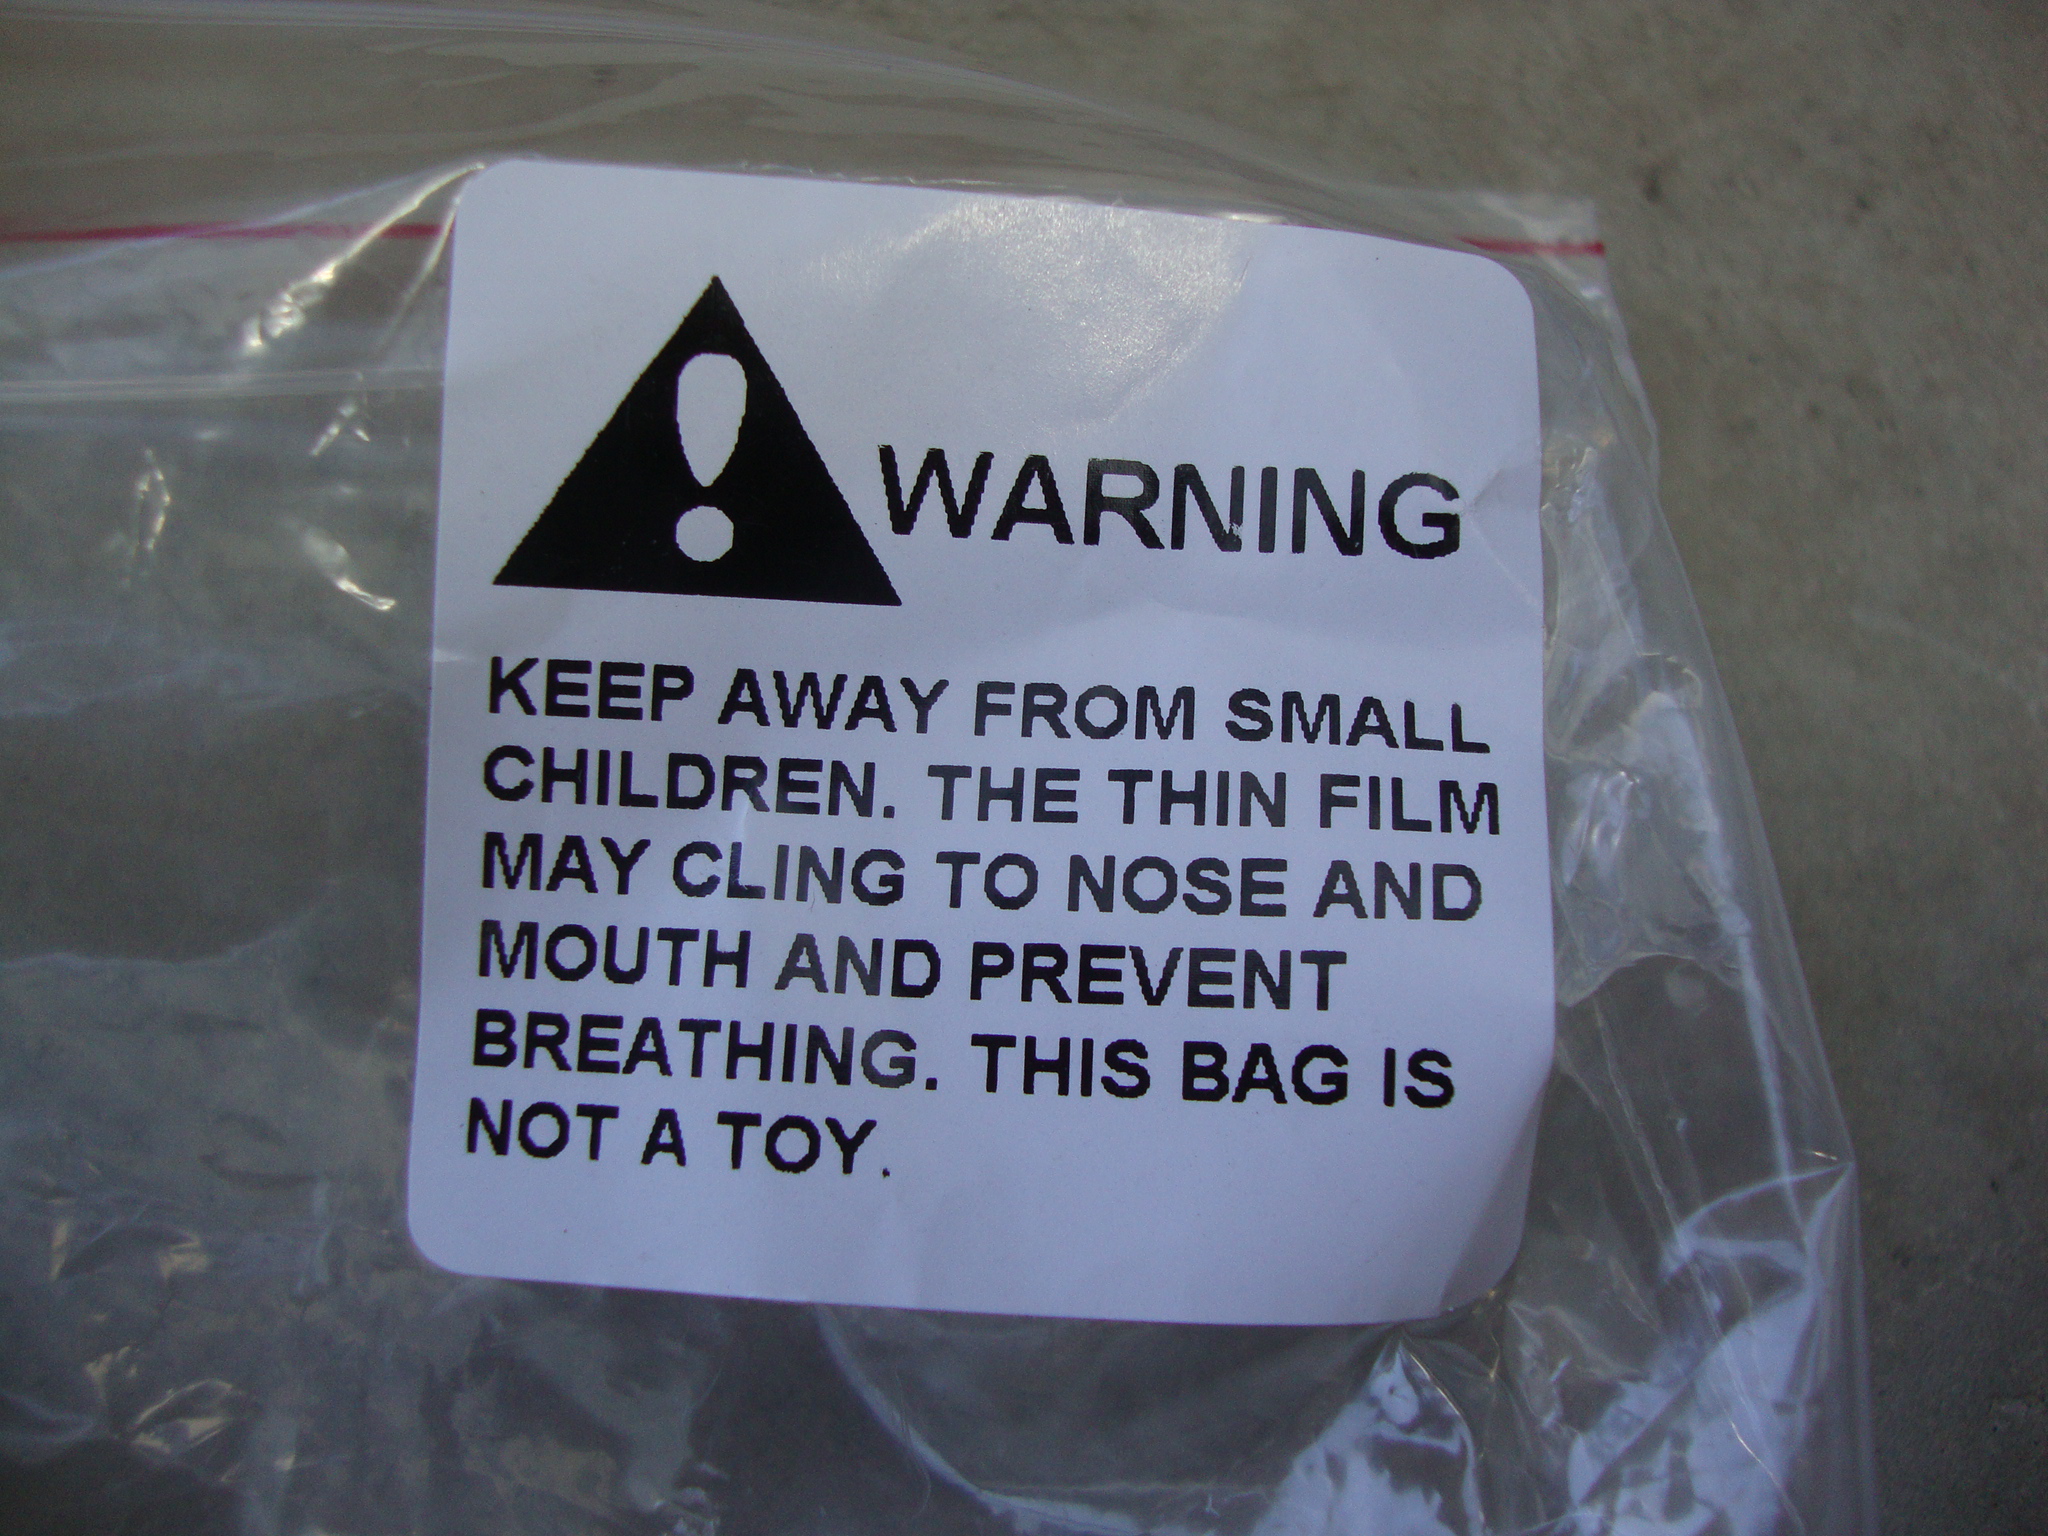 WARNING
KEEP AWAY FROM SMALL
CHILDREN. THE THIN FILM
MAY CLING TO NOSE AND
MOUTH AND PREVENT
BREATHING. THIS BAG IS
NOT A TOY.